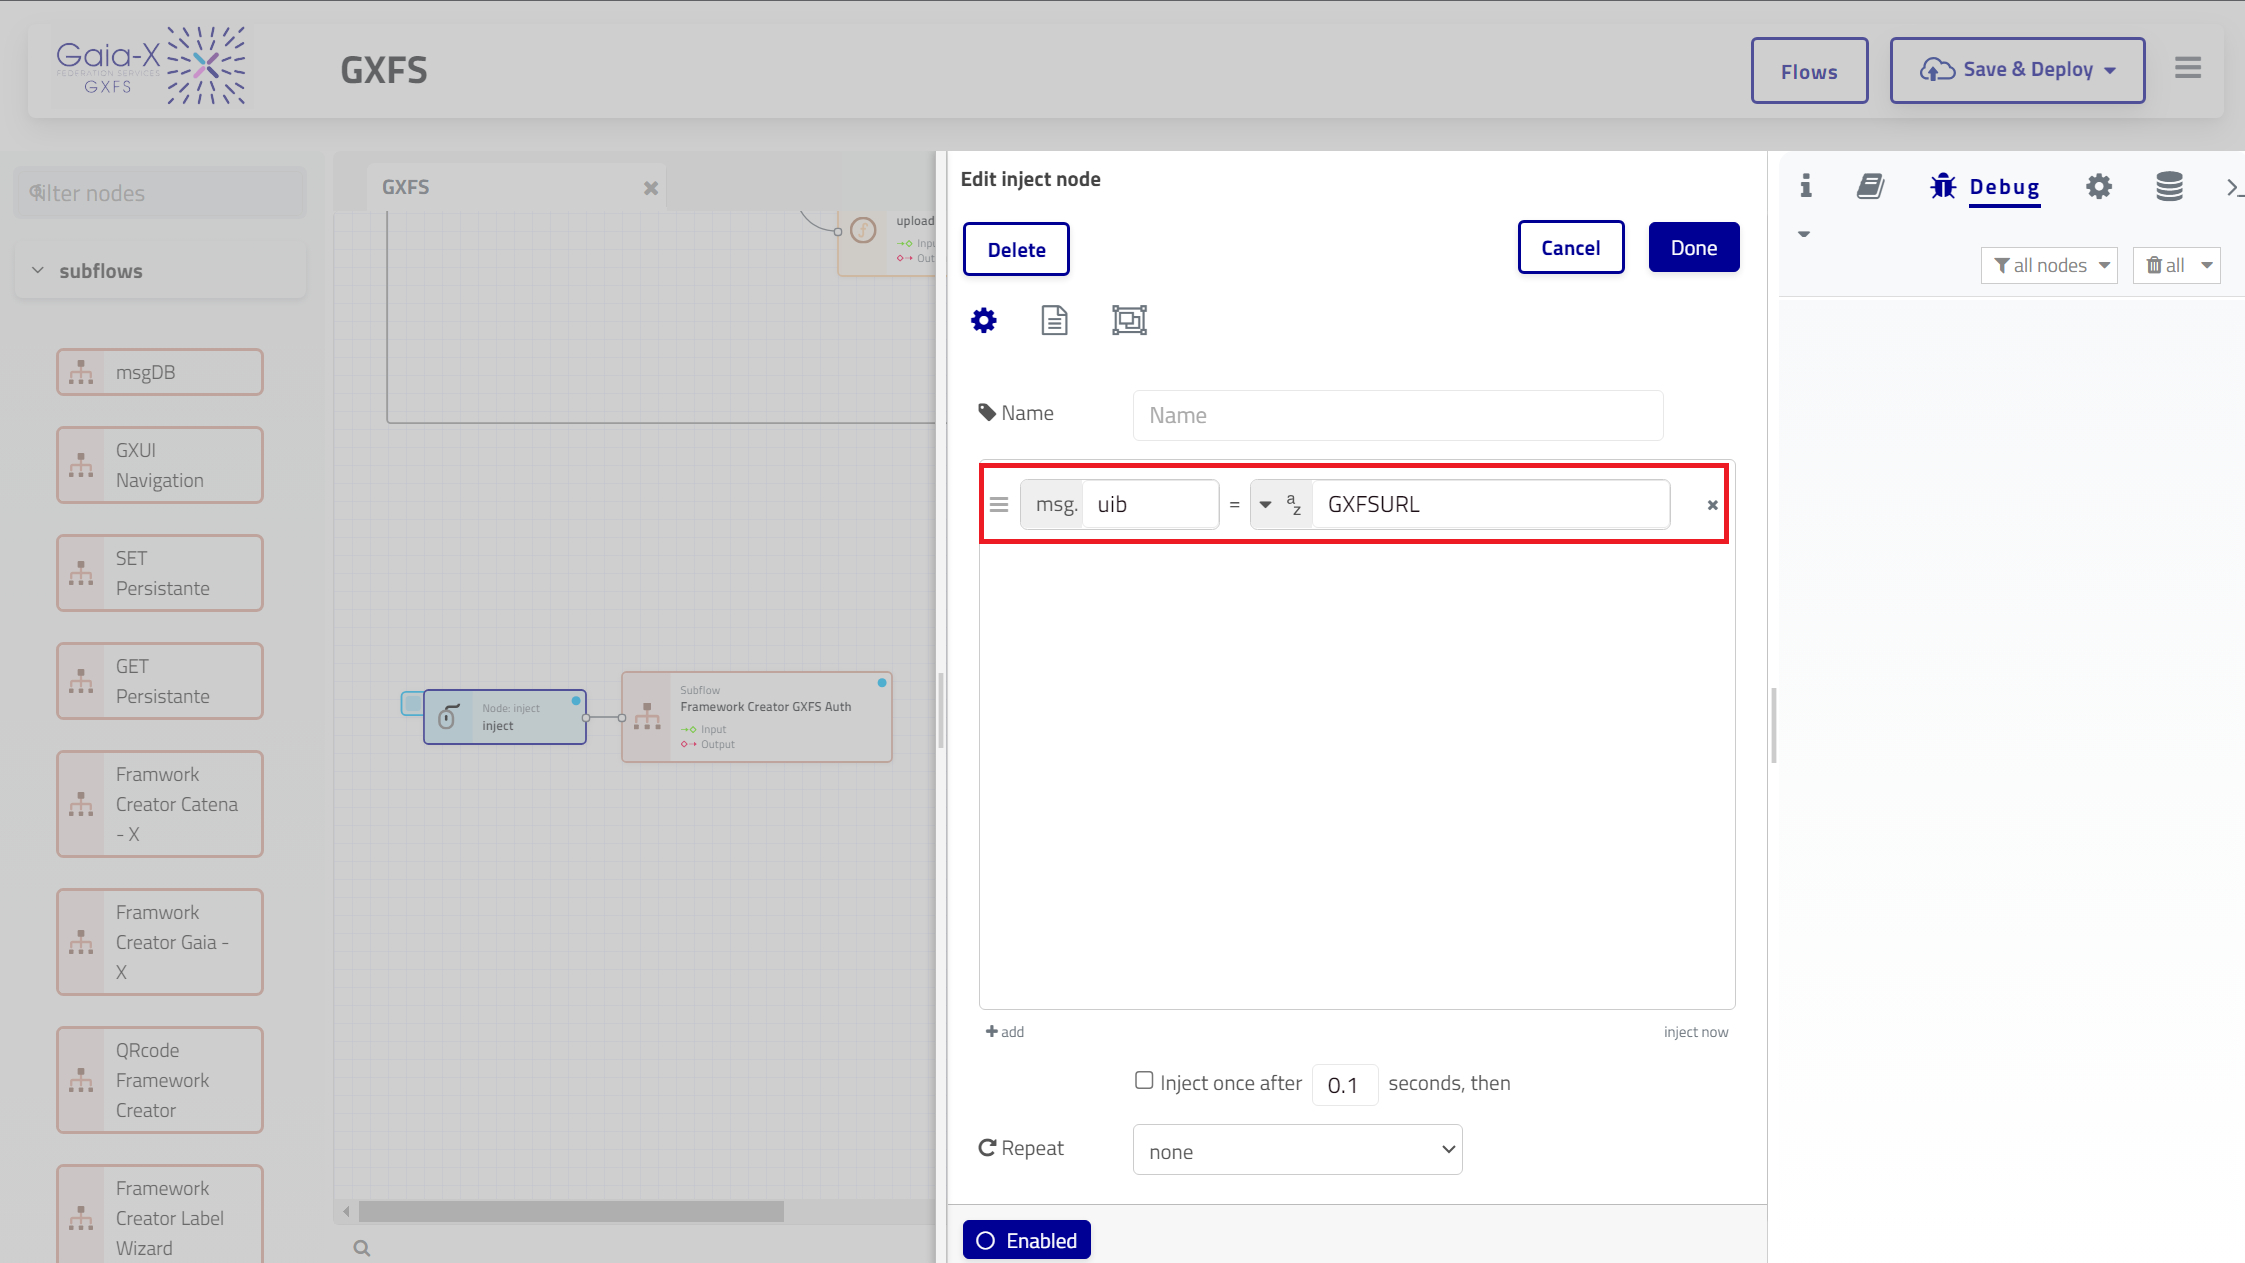 Gaia-X
FEDERATION SERVICES
GXFS
GXFS
Flows
Save & Deploy
filter nodes
subflows
msgDB
GXUI
Navigation
SET
Persistante
GET
Persistante
Framwork
Creator Catena
- X
Framwork
Creator Gaia -
X
QRcode
Framework
Creator
Framework
Creator Label
Wizard
GXFS
upload
Inpu
Out
Node: inject
inject
Subflow
Framework Creator GXFS Auth
Input
Output
Edit inject node
Delete
Cancel
Done
Name
Name
msg. uib = az GXFSURL
add
inject now
Inject once after 0.1 seconds, then
Repeat
none
Enabled
Debug
all nodes
all